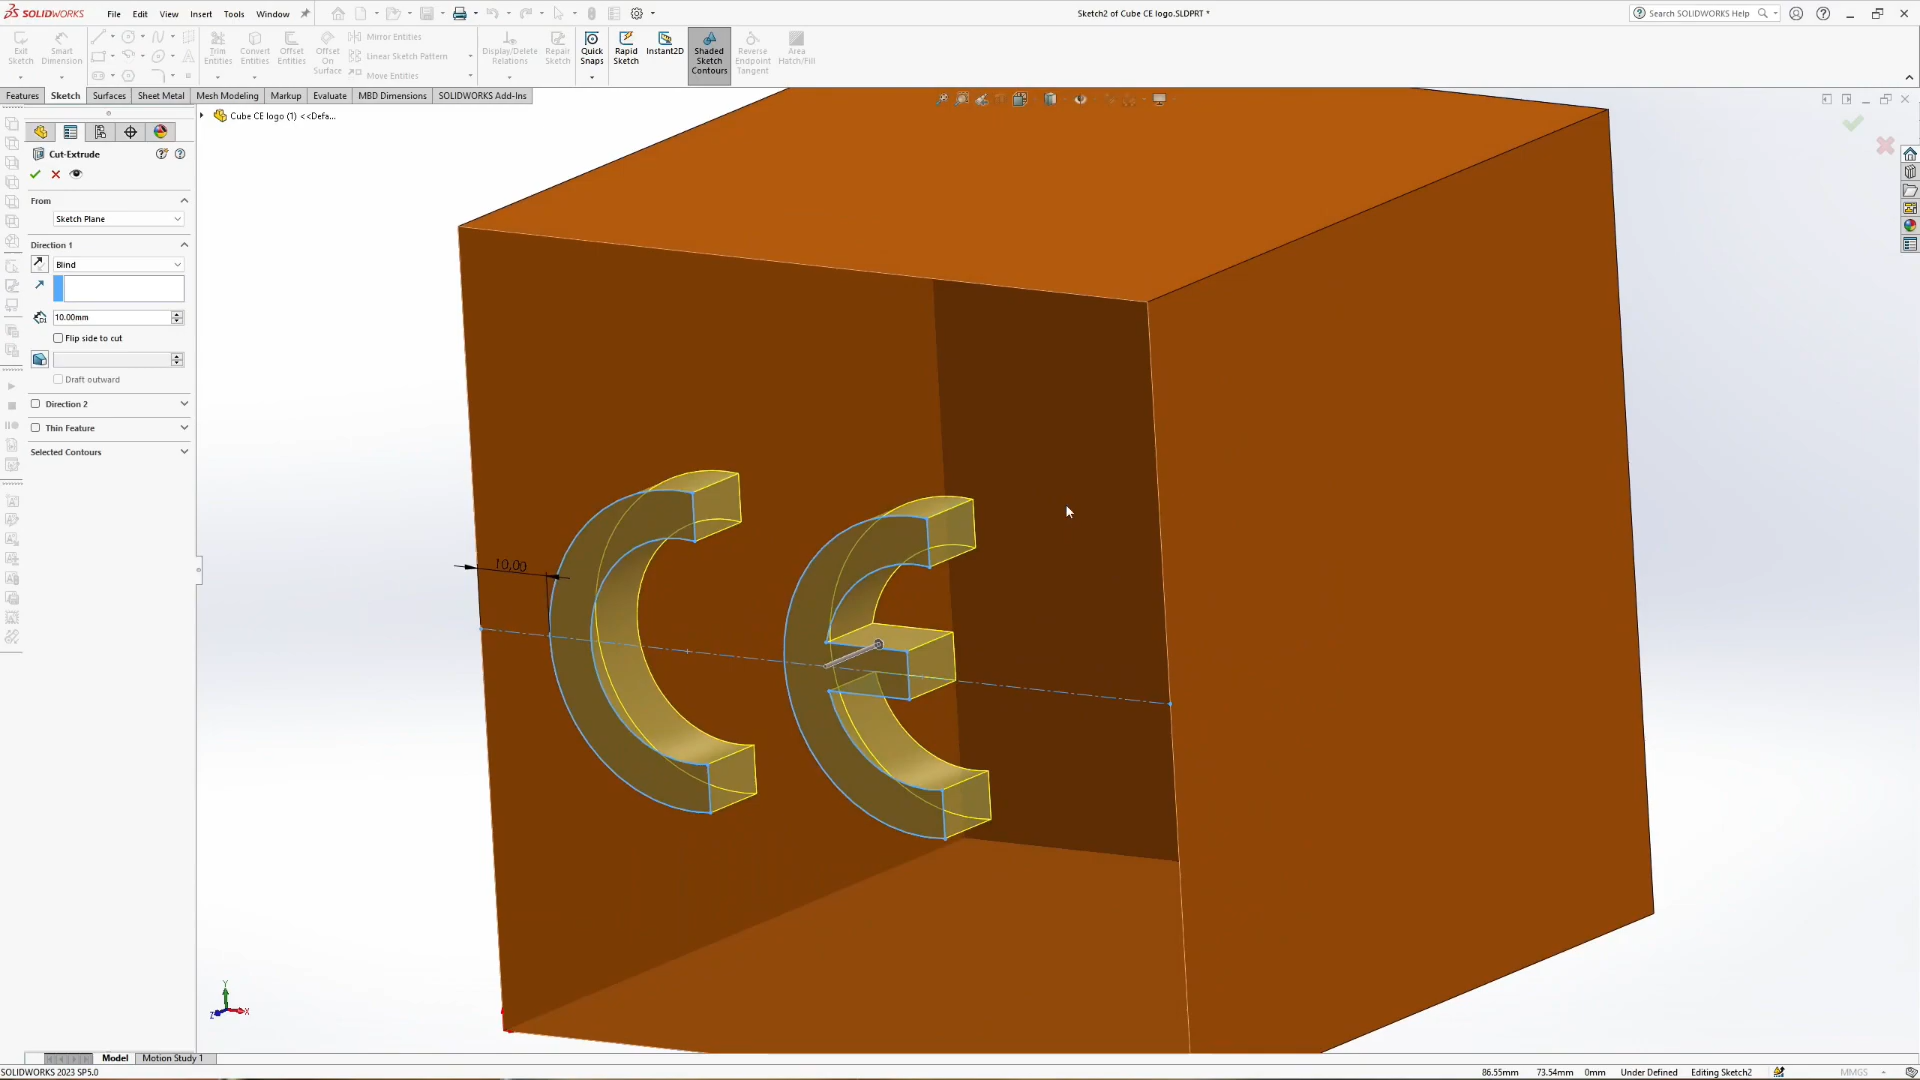 SOLIDWORKS
File Edit View Insert Tools Window
Sketch2 of Cube CE logo.SLDPRT *
Search SOLIDWORKS Help
Exit Sketch
Smart Dimension
Trim Entities
Convert Entities
Offset Entities
Offset On Surface
Mirror Entities
Linear Sketch Pattern
Move Entities
Display/Delete Relations
Repair Sketch
Quick Snaps
Rapid Sketch
Instant2D
Shaded Sketch Contours
Reverse Endpoint Tangent
Area Hatch/Fill
Features Sketch Surfaces Sheet Metal Mesh Modeling Markup Evaluate MBD Dimensions SOLIDWORKS Add-Ins
Cube CE logo (1) <<Defa...
Cut-Extrude
From
Sketch Plane
Direction 1
Blind
10.00mm
Flip side to cut
Draft outward
Direction 2
Thin Feature
Selected Contours
10,00
Y
X
Z
Model Motion Study 1
SOLIDWORKS 2023 SP5.0
86.55mm 73.54mm 0mm Under Defined Editing Sketch2 MMGS